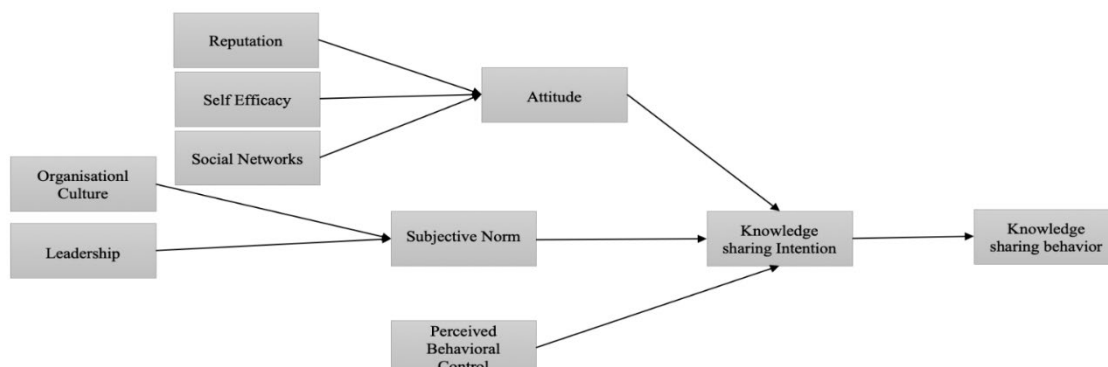 Reputation
Self Efficacy
Attitude
Social Networks
Organisationl
Culture
Leadership
Subjective Norm
Knowledge
sharing Intention
Knowledge
sharing behavior
Perceived
Behavioral
Control